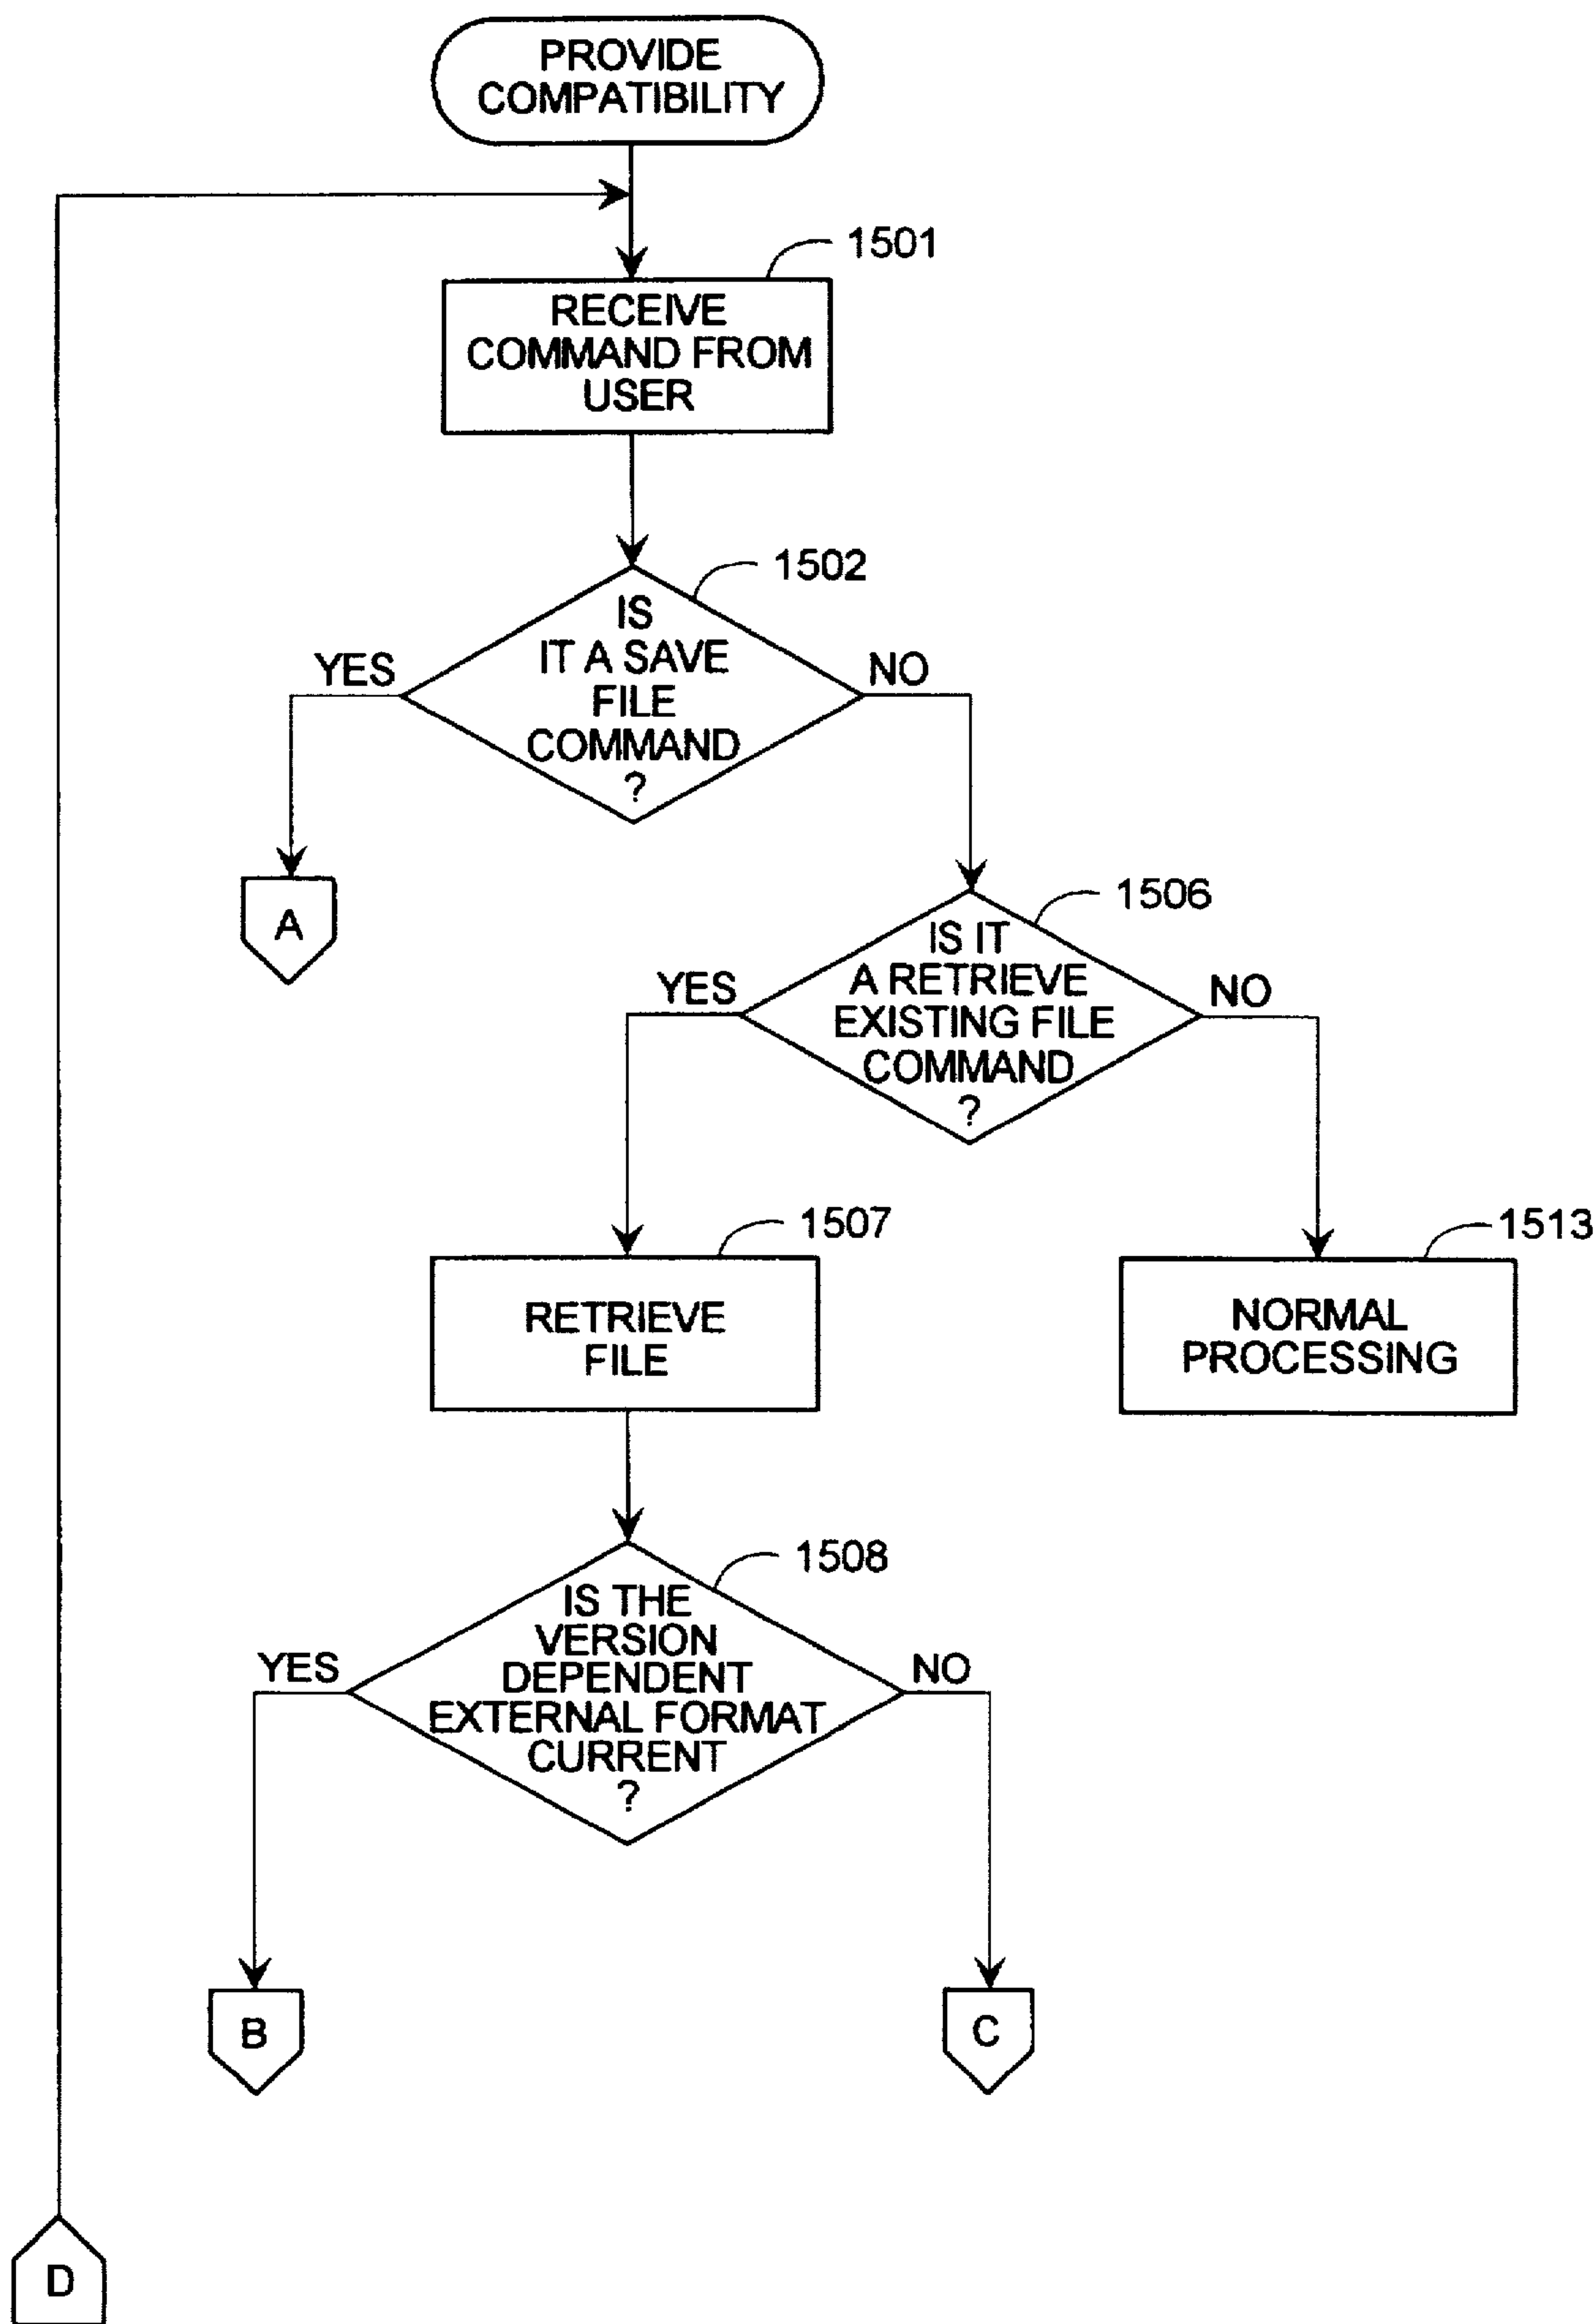 PROVIDE
COMPATIBILITY
1501
RECEIVE
COMMAND FROM
USER
1502
IS
IT A SAVE
FILE
COMMAND
?
YES
NO
A
1506
IS IT
A RETRIEVE
EXISTING FILE
COMMAND
?
YES
NO
1507
RETRIEVE
FILE
1513
NORMAL
PROCESSING
1508
IS THE
VERSION
DEPENDENT
EXTERNAL FORMAT
CURRENT
?
YES
NO
B
C
D